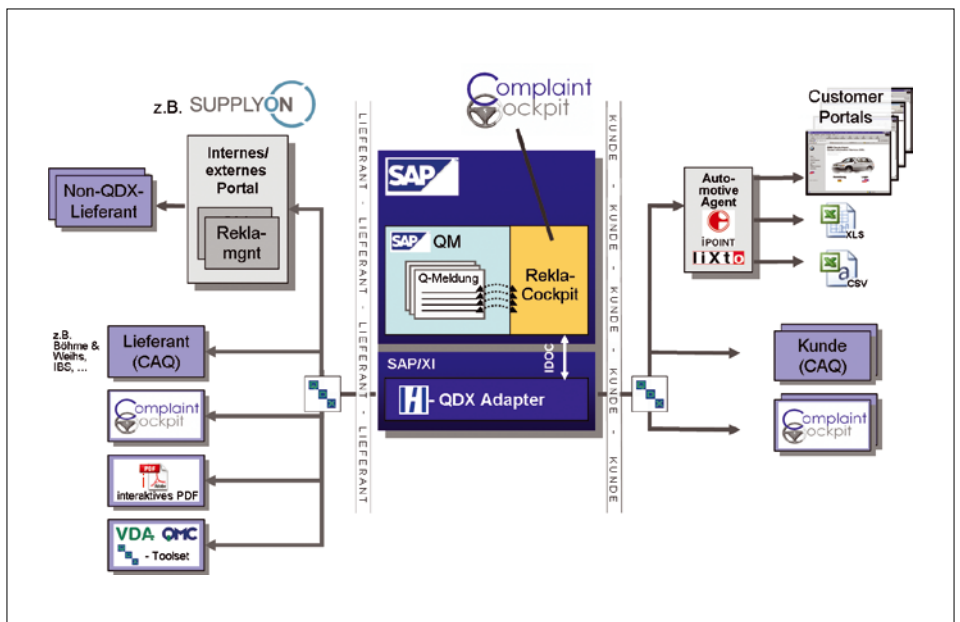 z.B. SUPPLYON
Internes/
externes
Portal
Rekla-
mgnt
Non-QDX-
Lieferant
z.B.
Böhme &
Weihs,
IBS, ...
Lieferant
(CAQ)
Complaint
Cockpit
PDF
Adobe
interaktives PDF
VDA QMC
- Toolset
LIEFERANT - LIEFERANT - LIEFERANT - LIEFERANT
Complaint
Cockpit
SAP
SAP QM
Q-Meldung
Rekla-
Cockpit
IDOC
SAP/XI
H - QDX Adapter
KUNDE - KUNDE - KUNDE - KUNDE - KUNDE
Auto-
motive
Agent
iPOINT
liXto
Customer
Portals
XLS
a,
CSV
Kunde
(CAQ)
Complaint
Cockpit